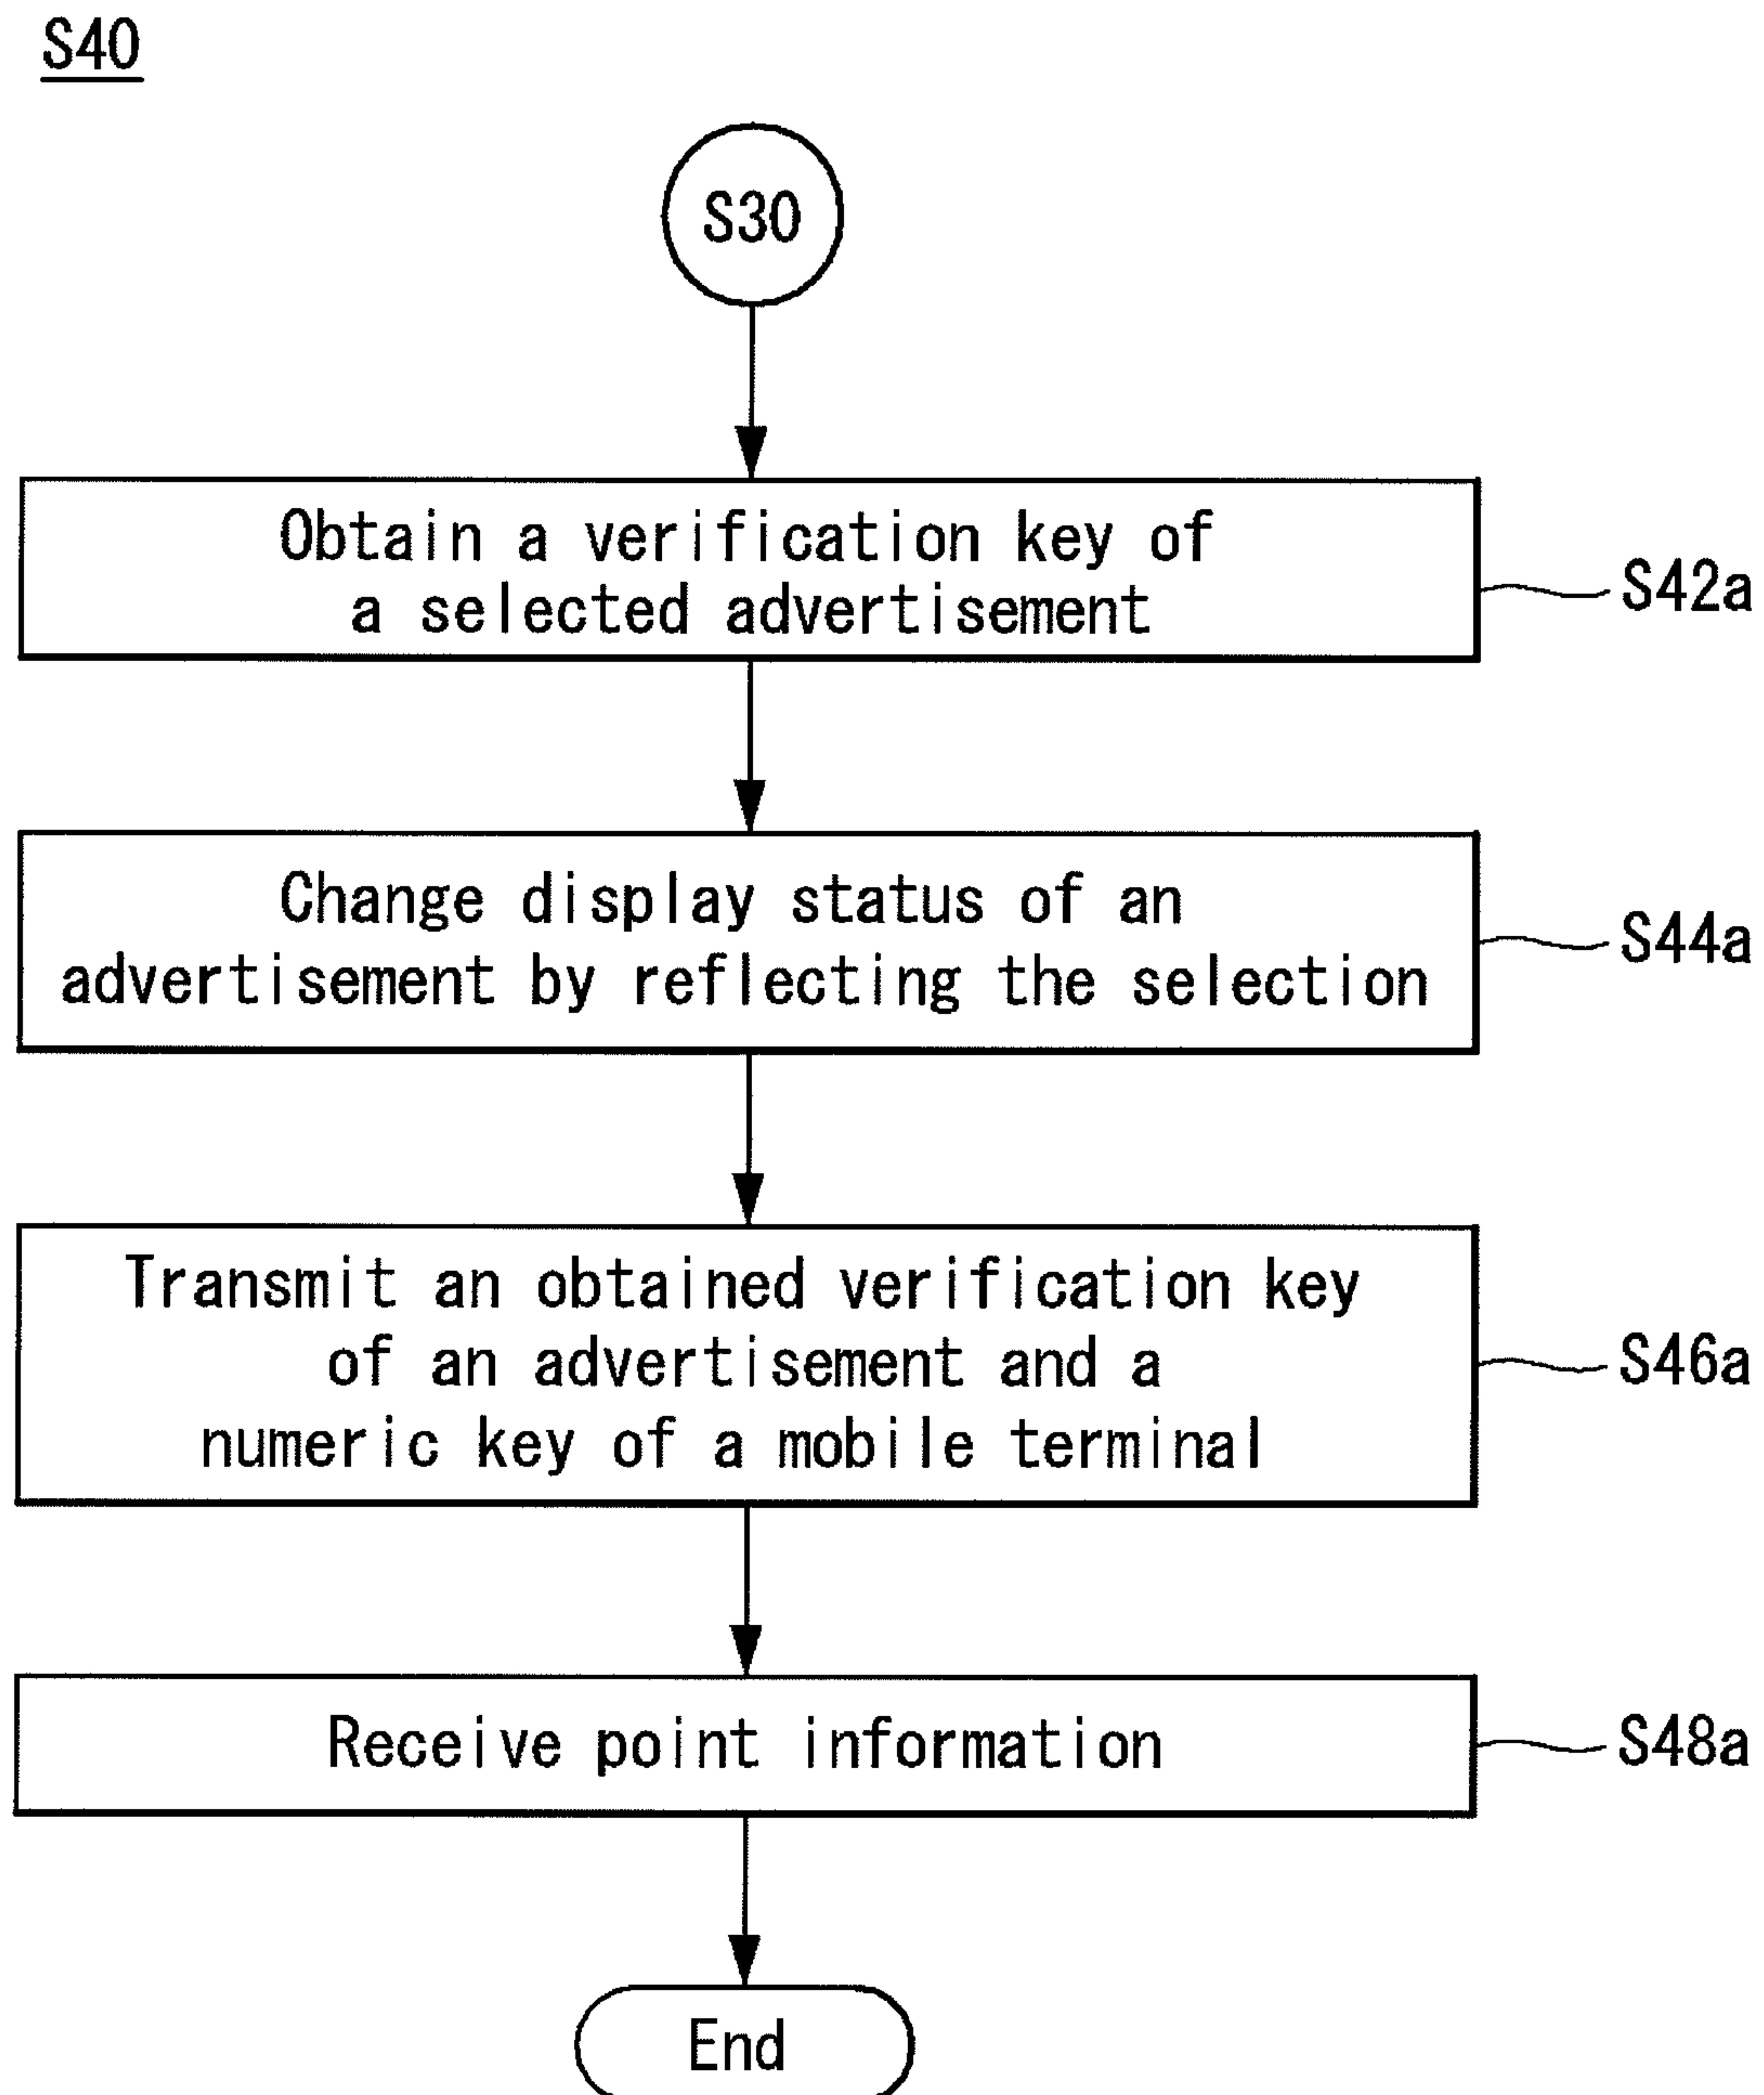 S40
S30
Obtain a verification key of
a selected advertisement
S42a
Change display status of an
advertisement by reflecting the selection
S44a
Transmit an obtained verification key
of an advertisement and a
numeric key of a mobile terminal
S46a
Receive point information
S48a
End